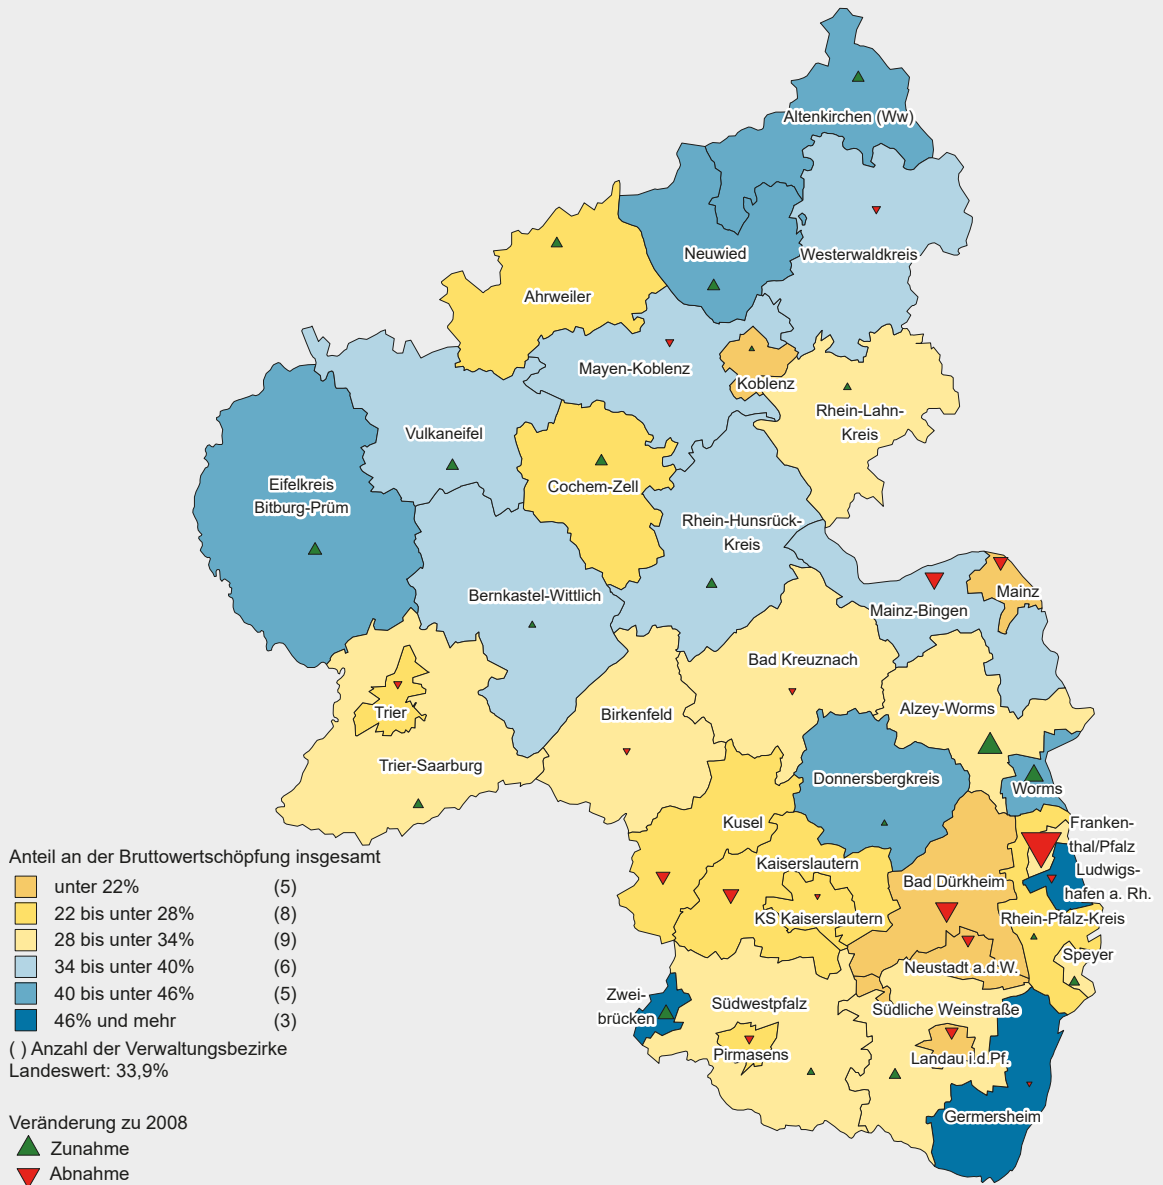 Altenkirchen (Ww)
Neuwied
Westerwaldkreis
Ahrweiler
Mayen-Koblenz
Koblenz
Rhein-Lahn-
Kreis
Vulkaneifel
Cochem-Zell
Eifelkreis
Bitburg-Prüm
Rhein-Hunsrück-
Kreis
Bernkastel-Wittlich
Mainz-Bingen
Mainz
Bad Kreuznach
Trier
Birkenfeld
Alzey-Worms
Trier-Saarburg
Donnersbergkreis
Worms
Kusel
Franken-
thal/Pfalz
Kaiserslautern
Ludwigs-
hafen a. Rh.
Bad Dürkheim
KS Kaiserslautern
Rhein-Pfalz-Kreis
Speyer
Neustadt a.d.W.
Zwei-
brücken
Südwestpfalz
Südliche Weinstraße
Pirmasens
Landau i.d.Pf.
Germersheim
Anteil an der Bruttowertschöpfung insgesamt
unter 22% (5)
22 bis unter 28% (8)
28 bis unter 34% (9)
34 bis unter 40% (6)
40 bis unter 46% (5)
46% und mehr (3)
( ) Anzahl der Verwaltungsbezirke
Landeswert: 33,9%
Veränderung zu 2008
Zunahme
Abnahme